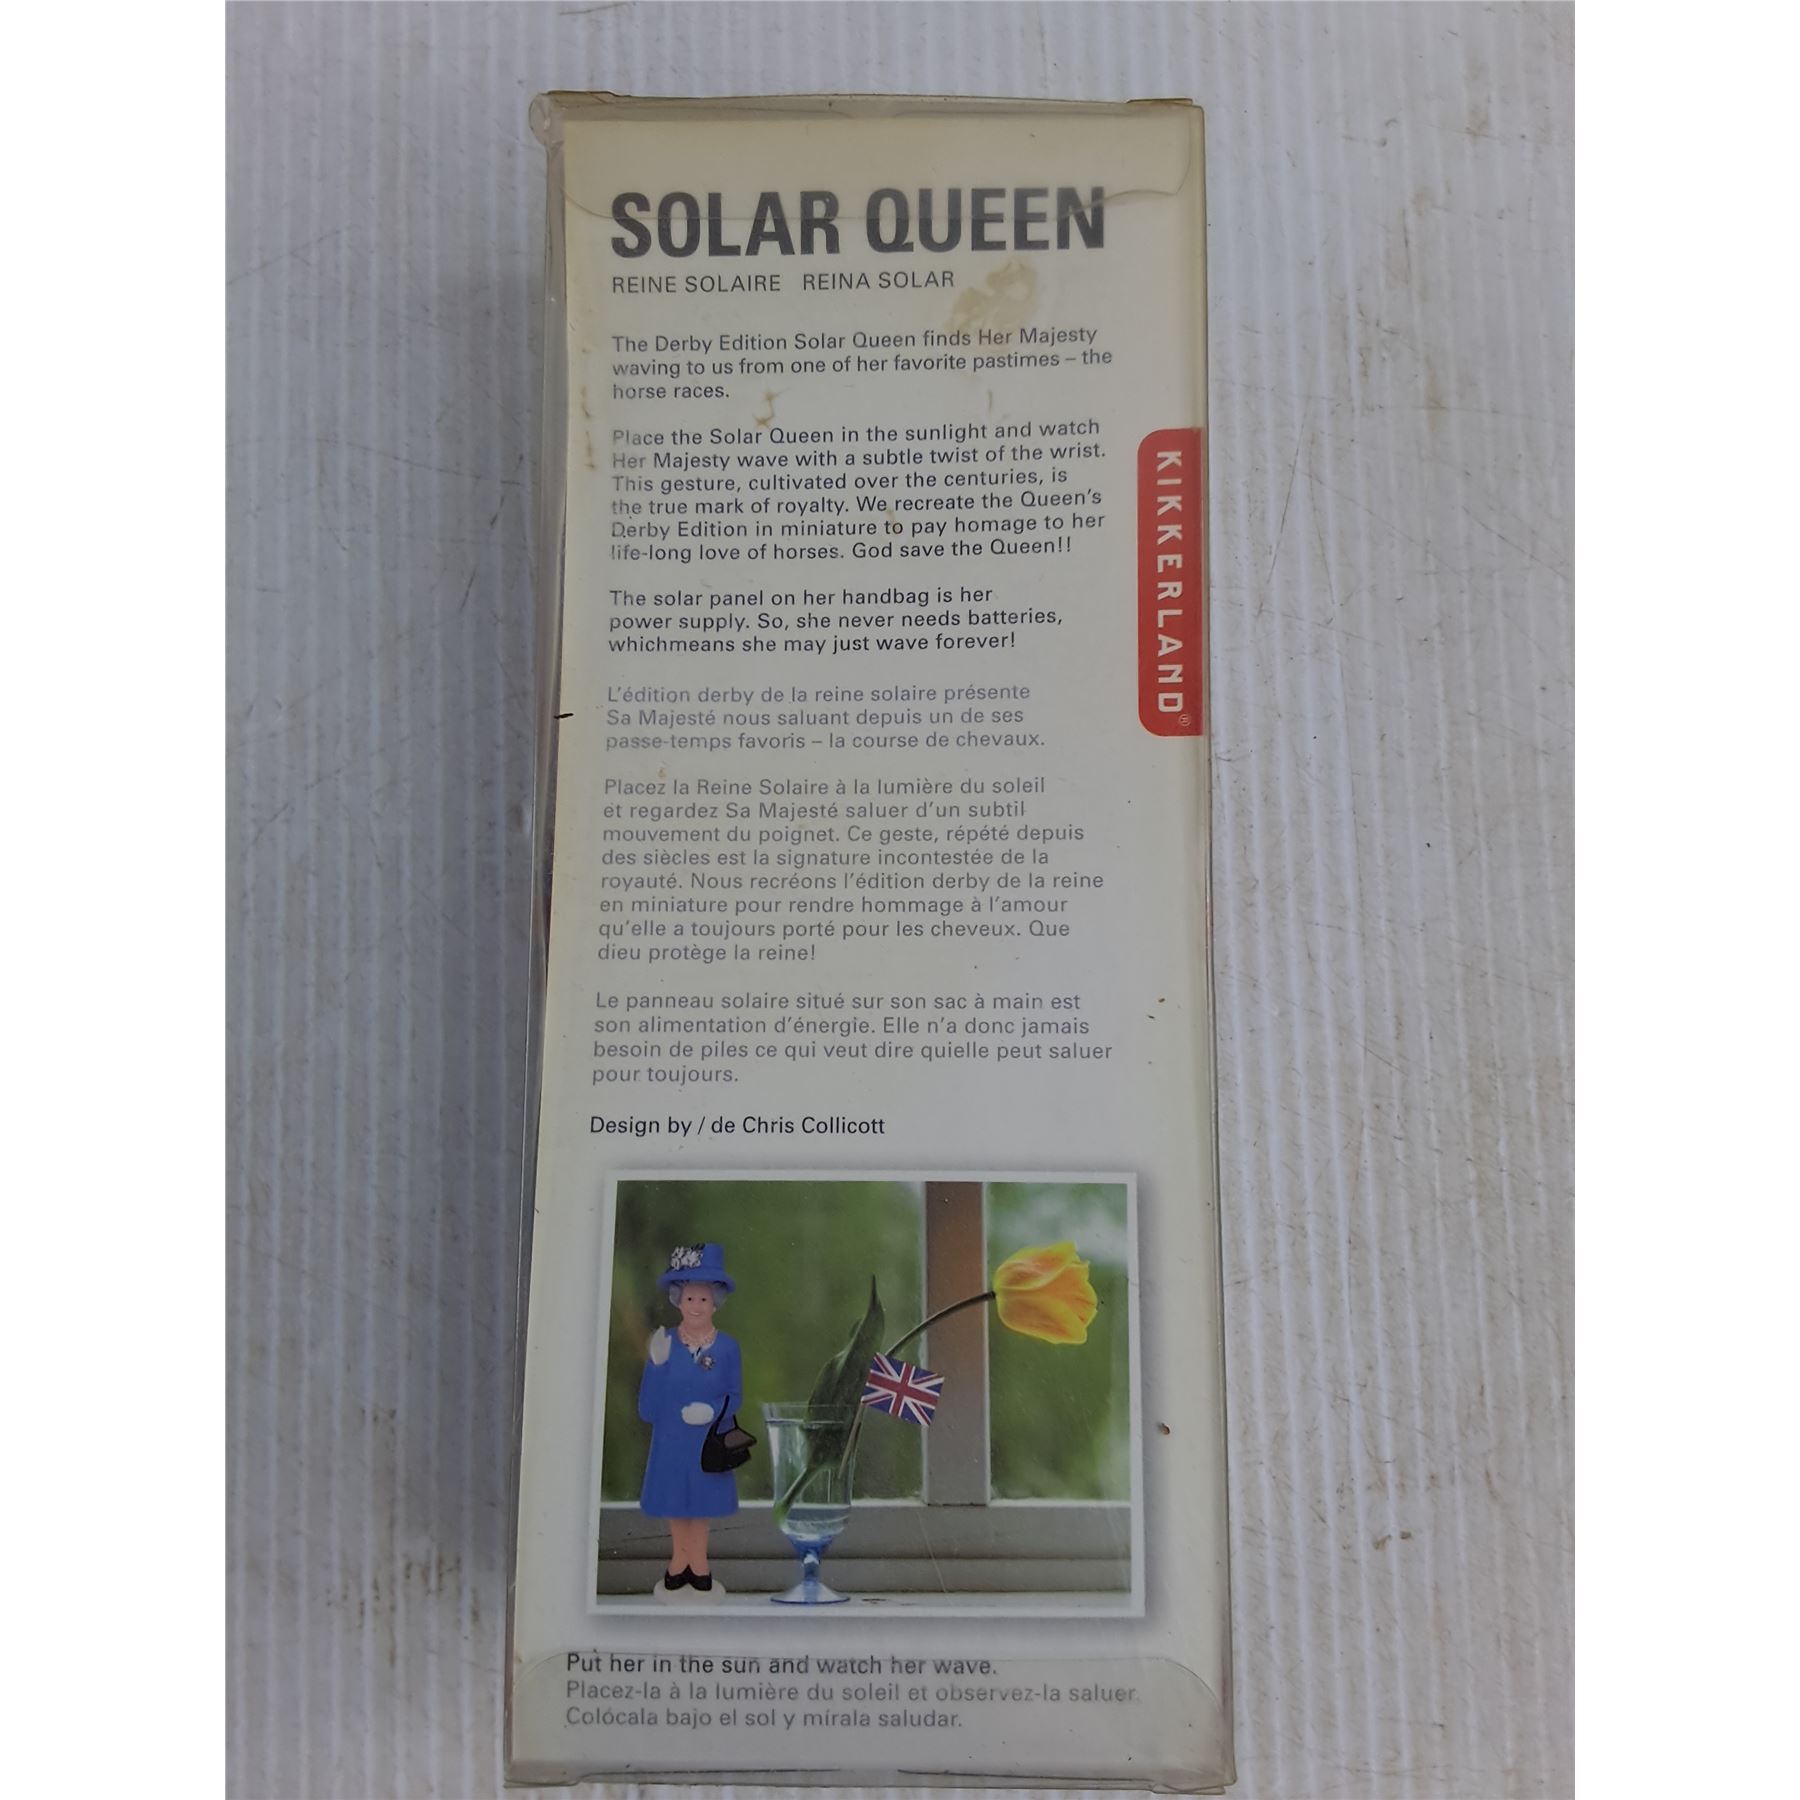 SOLAR QUEEN
REINE SOLAIRE REINA SOLAR
The Derby Edition Solar Queen finds Her Majesty
waving to us from one of her favorite pastimes – the
horse races.
Place the Solar Queen in the sunlight and watch
Her Majesty wave with a subtle twist of the wrist.
This gesture, cultivated over the centuries, is
the true mark of royalty. We recreate the Queen's
Derby Edition in miniature to pay homage to her
life-long love of horses. God save the Queen!!
The solar panel on her handbag is her
power supply. So, she never needs batteries,
whichmeans she may just wave forever!
L'édition derby de la reine solaire présente
Sa Majesté nous saluant depuis un de ses
passe-temps favoris – la course de chevaux.
Placez la Reine Solaire à la lumière du soleil
et regardez Sa Majesté saluer d'un subtil
mouvement du poignet. Ce geste, répété depuis
des siècles est la signature incontestée de la
royauté. Nous recréons l'édition derby de la reine
en miniature pour rendre hommage à l'amour
qu'elle a toujours porté pour les cheveux. Que
dieu protège la reine!
Le panneau solaire situé sur son sac à main est
son alimentation d'énergie. Elle n'a donc jamais
besoin de piles ce qui veut dire quielle peut saluer
pour toujours.
Design by / de Chris Collicott
Put her in the sun and watch her wave.
Placez-la à la lumière du soleil et observez-la saluer.
Colócala bajo el sol y mírala saludar.
KIKKERLAND®